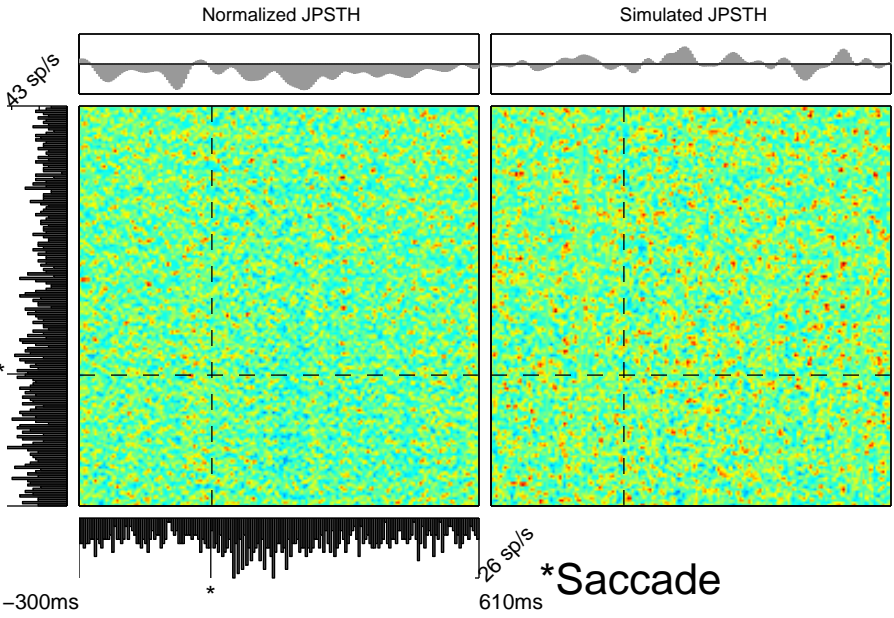 Normalized JPSTH
Simulated JPSTH
43 sp/s
*
*
26 sp/s
*Saccade
−300ms
610ms